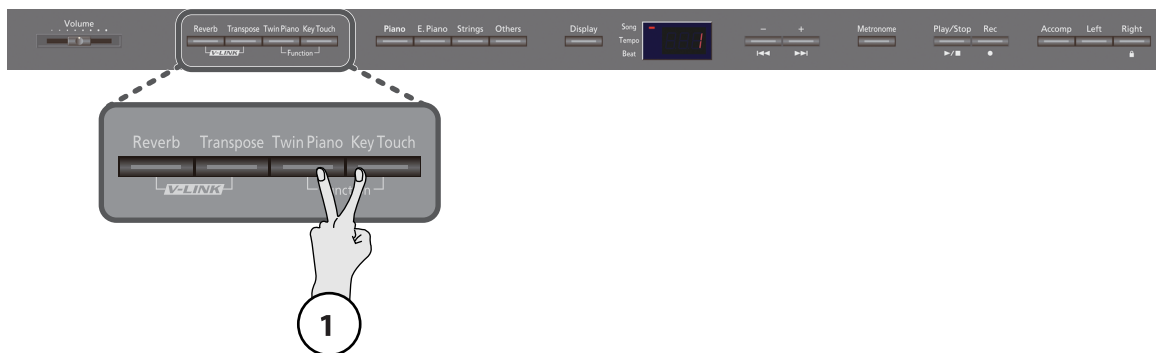 Volume
Reverb Transpose Twin Piano Key Touch
V-LINK Function
Piano E. Piano Strings Others
Display
Song
Tempo
Beat
1
- +
Metronome
Play/Stop Rec
Accomp Left Right
Reverb Transpose Twin Piano Key Touch
V-LINK nction
1